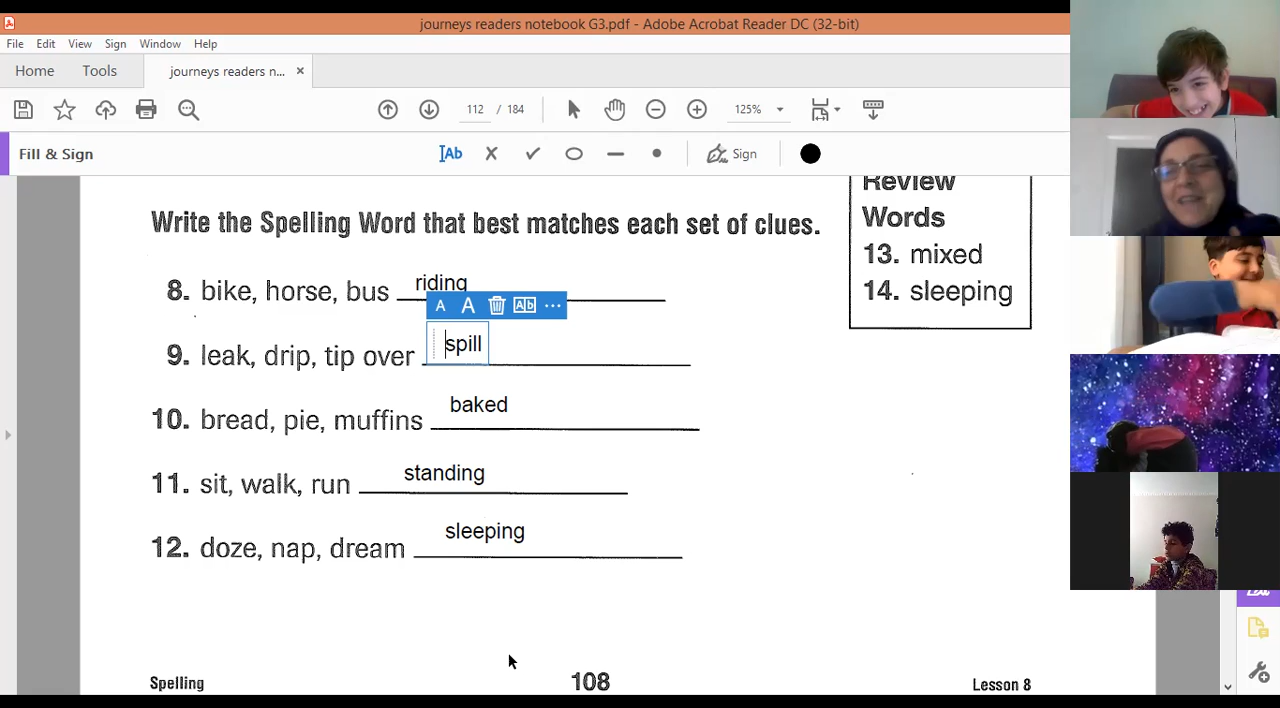 journeys readers notebook G3.pdf - Adobe Acrobat Reader DC (32-bit)
File Edit View Sign Window Help
Home Tools journeys readers n... ×
112 / 184 125%
Fill & Sign Ab Sign
Review
Words
13. mixed
14. sleeping
Write the Spelling Word that best matches each set of clues.
8. bike, horse, bus riding
A A Ab ...
9. leak, drip, tip over spill
10. bread, pie, muffins baked
11. sit, walk, run standing
12. doze, nap, dream sleeping
Spelling 108 Lesson 8